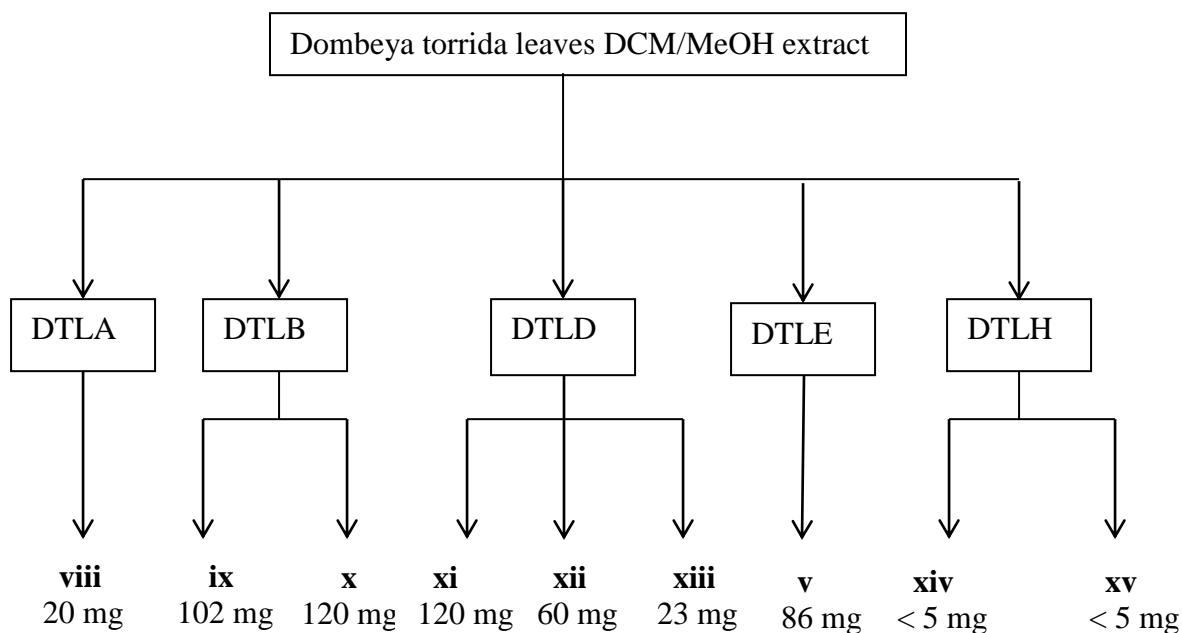 Dombeya torrida leaves DCM/MeOH extract
DTLA DTLB DTLD DTLE DTLH
viii ix x xi xii xiii v xiv xv
20 mg 102 mg 120 mg 120 mg 60 mg 23 mg 86 mg < 5 mg < 5 mg